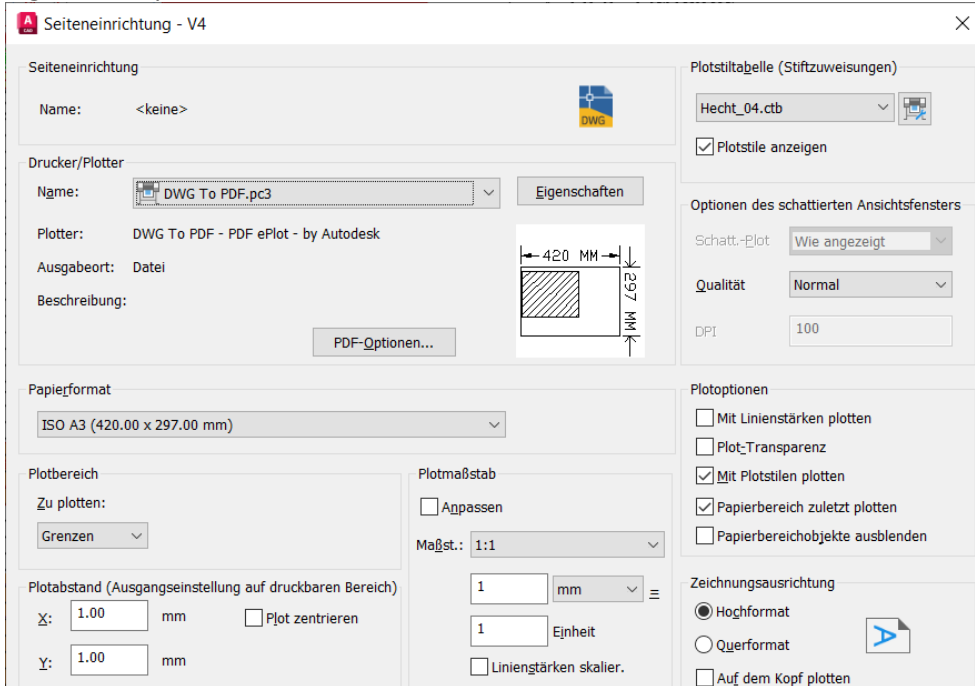 Seiteneinrichtung - V4
Seiteneinrichtung
Name: <keine>
DWG
Drucker/Plotter
Name: DWG To PDF.pc3 Eigenschaften
Plotter: DWG To PDF - PDF ePlot - by Autodesk
Ausgabeort: Datei
Beschreibung:
420 MM
297 MM
PDF-Optionen...
Papierformat
ISO A3 (420.00 x 297.00 mm)
Plotbereich
Zu plotten:
Grenzen
Plotabstand (Ausgangseinstellung auf druckbaren Bereich)
X: 1.00 mm Plot zentrieren
Y: 1.00 mm
Plotmaßstab
Anpassen
Maßst.: 1:1
1 mm =
1 Einheit
Linienstärken skalier.
Plotstiltabelle (Stiftzuweisungen)
Hecht_04.ctb
Plotstile anzeigen
Optionen des schattierten Ansichtsfensters
Schatt.-Plot Wie angezeigt
Qualität Normal
DPI 100
Plotoptionen
Mit Linienstärken plotten
Plot-Transparenz
Mit Plotstilen plotten
Papierbereich zuletzt plotten
Papierbereichobjekte ausblenden
Zeichnungsausrichtung
Hochformat
Querformat
A
Auf dem Kopf plotten